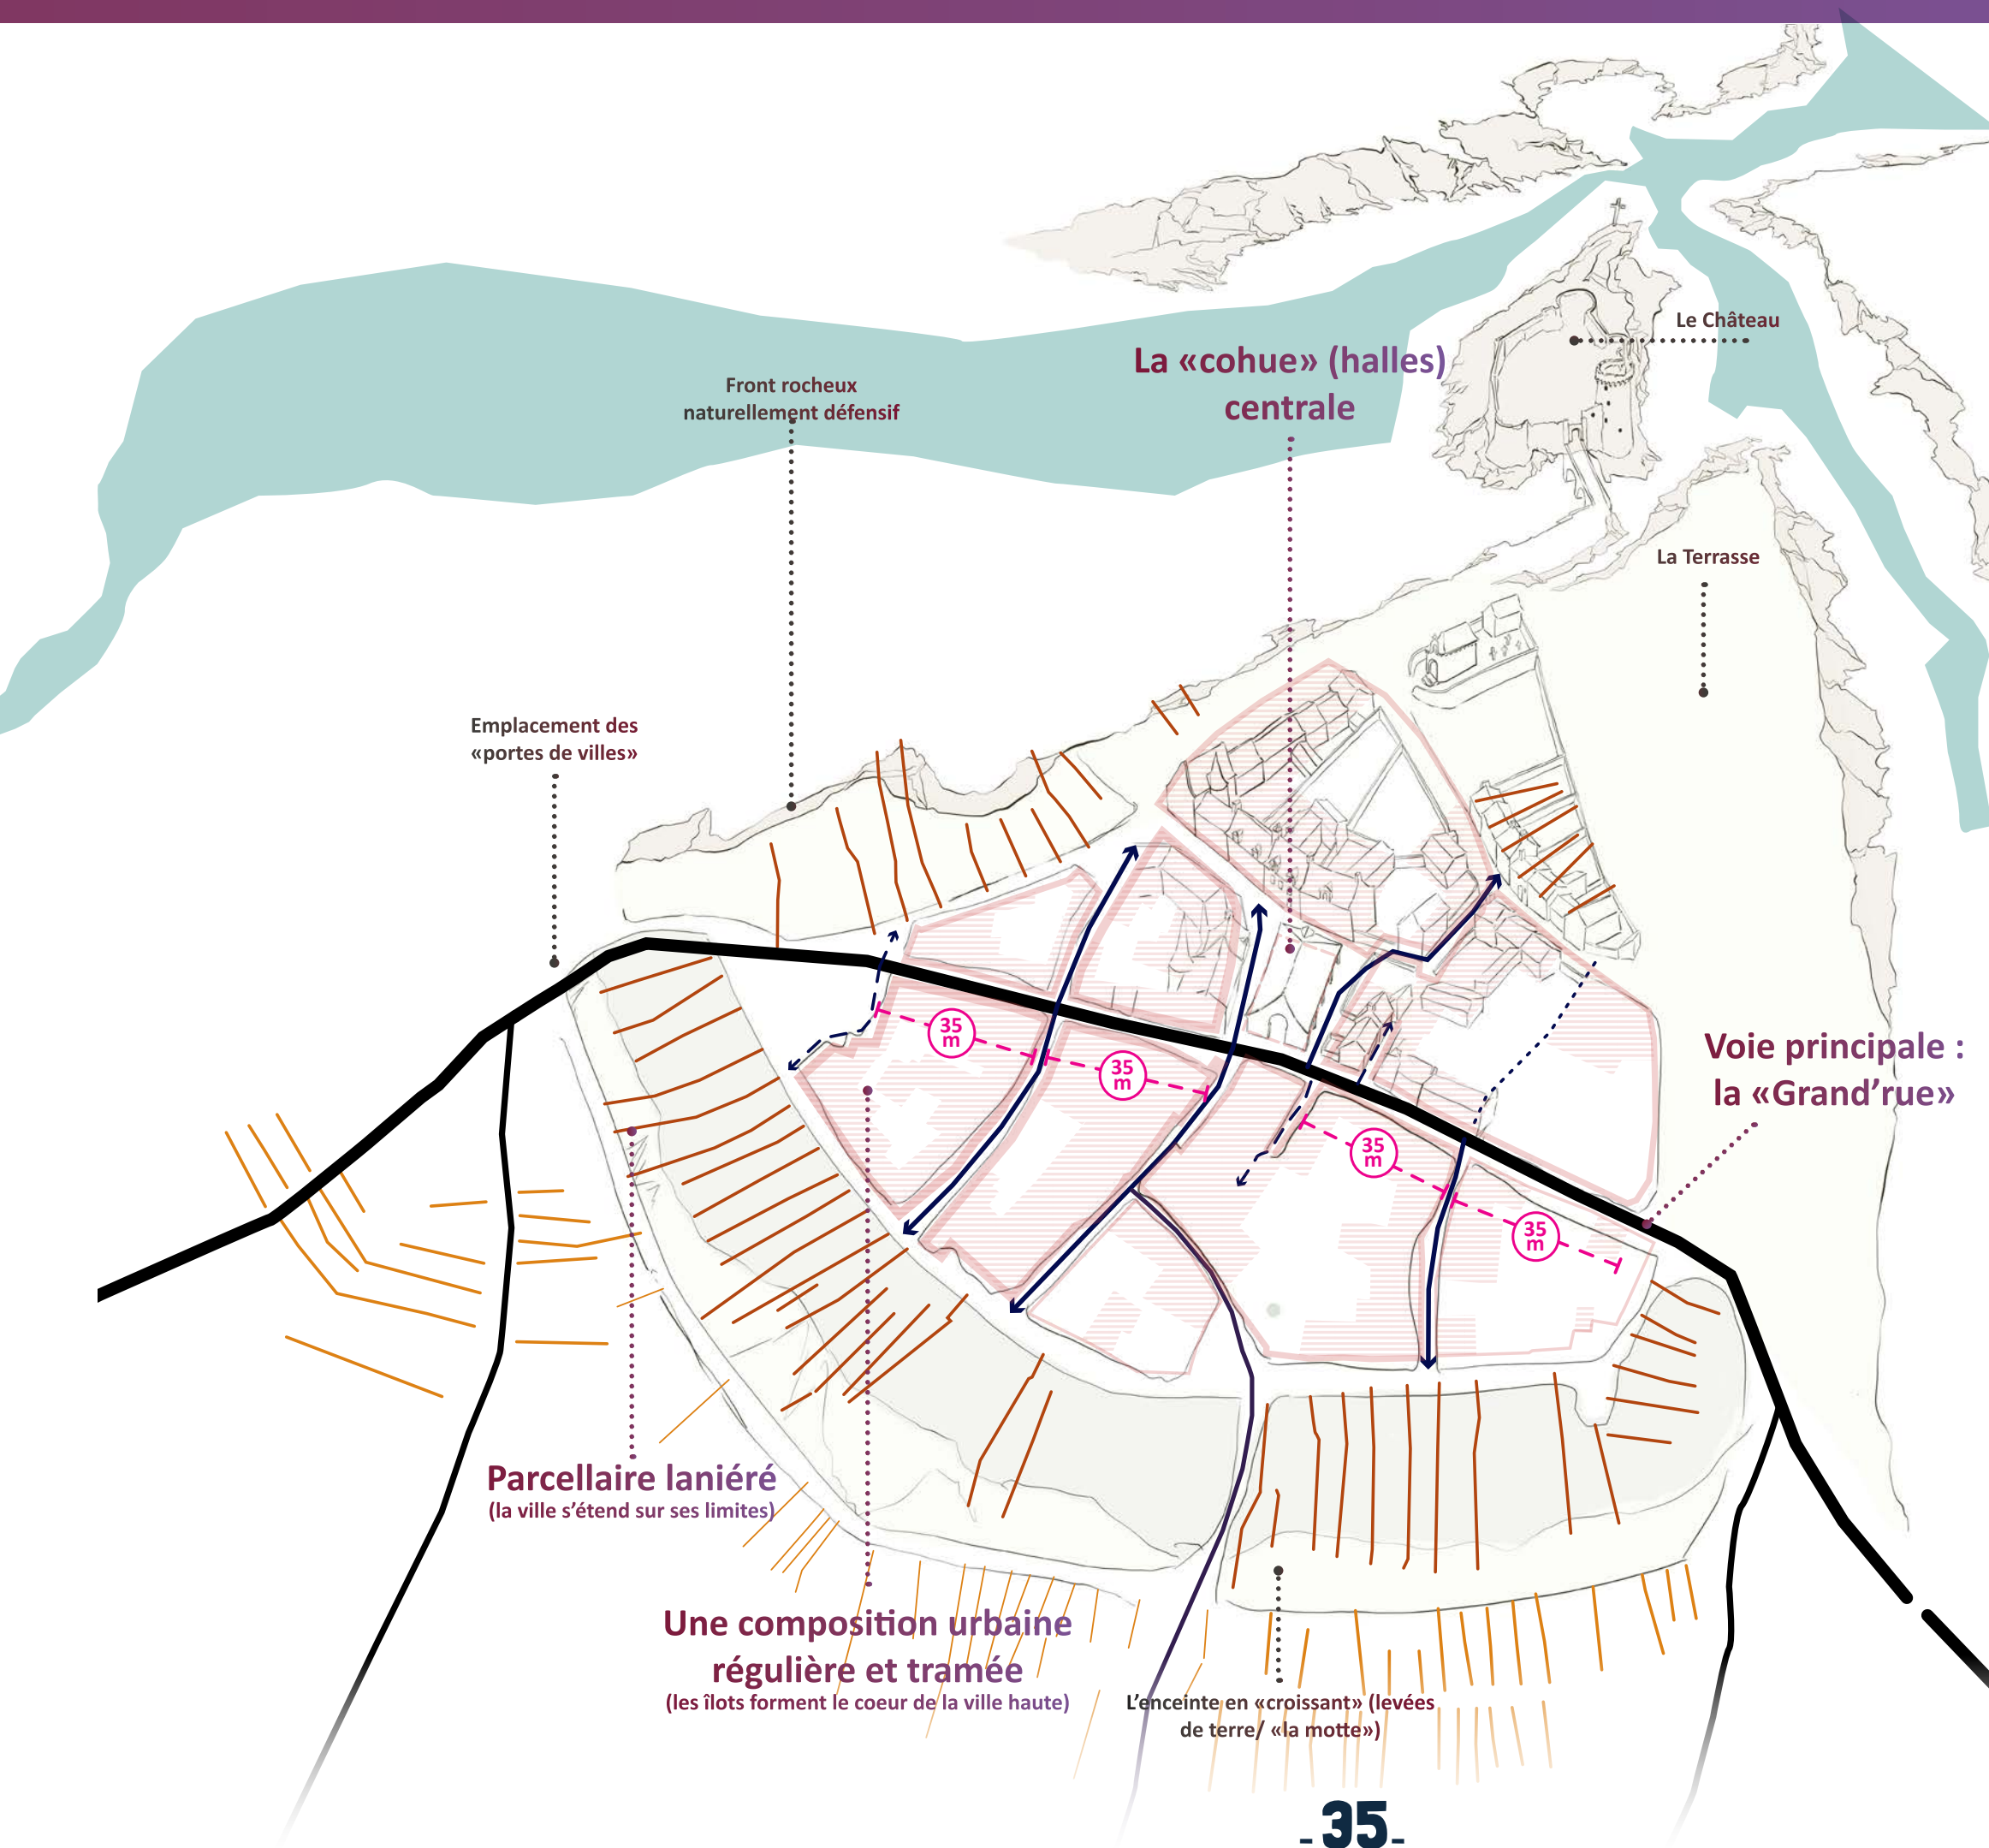 Le Château
La «cohue» (halles)
centrale
Front rocheux
naturellement défensif
La Terrasse
Emplacement des
«portes de villes»
35
m
35
m
35
m
35
m
Voie principale :
la «Grand’rue»
Parcellaire laniéré
(la ville s’étend sur ses limites)
Une composition urbaine
régulière et tramée
(les îlots forment le coeur de la ville haute)
L’enceinte en «croissant» (levées
de terre/ «la motte»)
- 35-